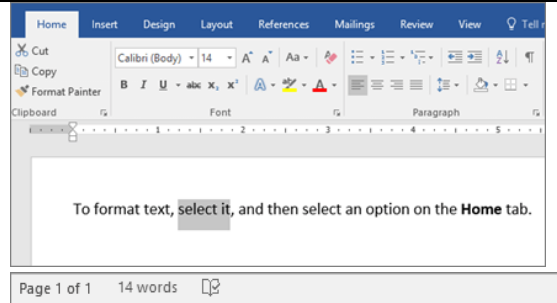 Home Insert Design Layout References Mailings Review View Tell
Cut
Copy
Format Painter
Clipboard
Calibri (Body) 14 A A Aa
B I U abc X₂ X² A aby A
Font
A Z ¶
Paragraph
1 2 3 4 5
To format text, select it, and then select an option on the Home tab.
Page 1 of 1 14 words